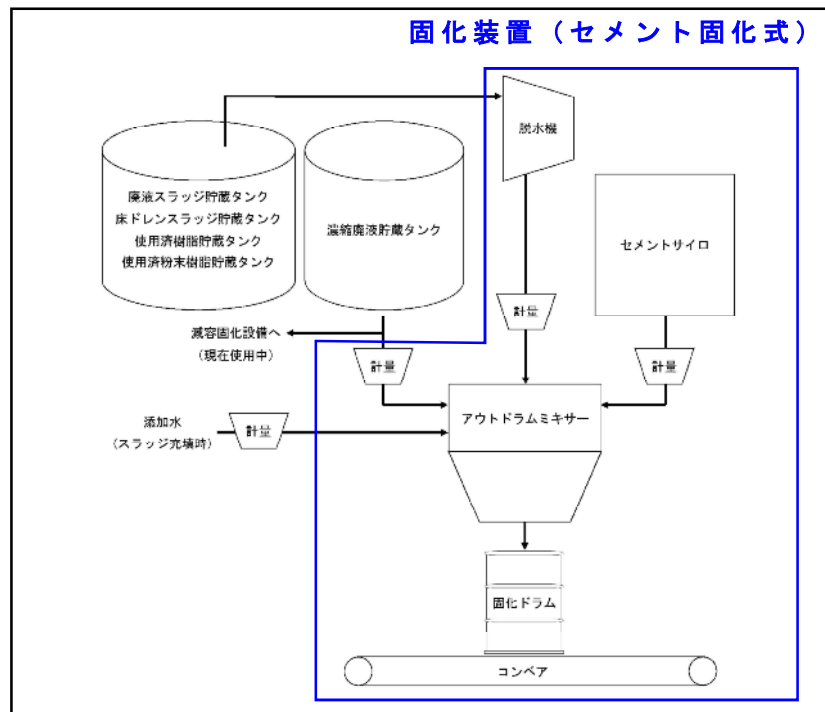 固化装置（セメント固化式）
脱水機
廃液スラッジ貯蔵タンク
床ドレンスラッジ貯蔵タンク
使用済樹脂貯蔵タンク
使用済粉末樹脂貯蔵タンク
濃縮廃液貯蔵タンク
セメントサイロ
計量
減容固化設備へ
（現在使用中）
計量
計量
添加水
（スラッジ充填時）
計量
アウトドラムミキサー
固化ドラム
コンベア